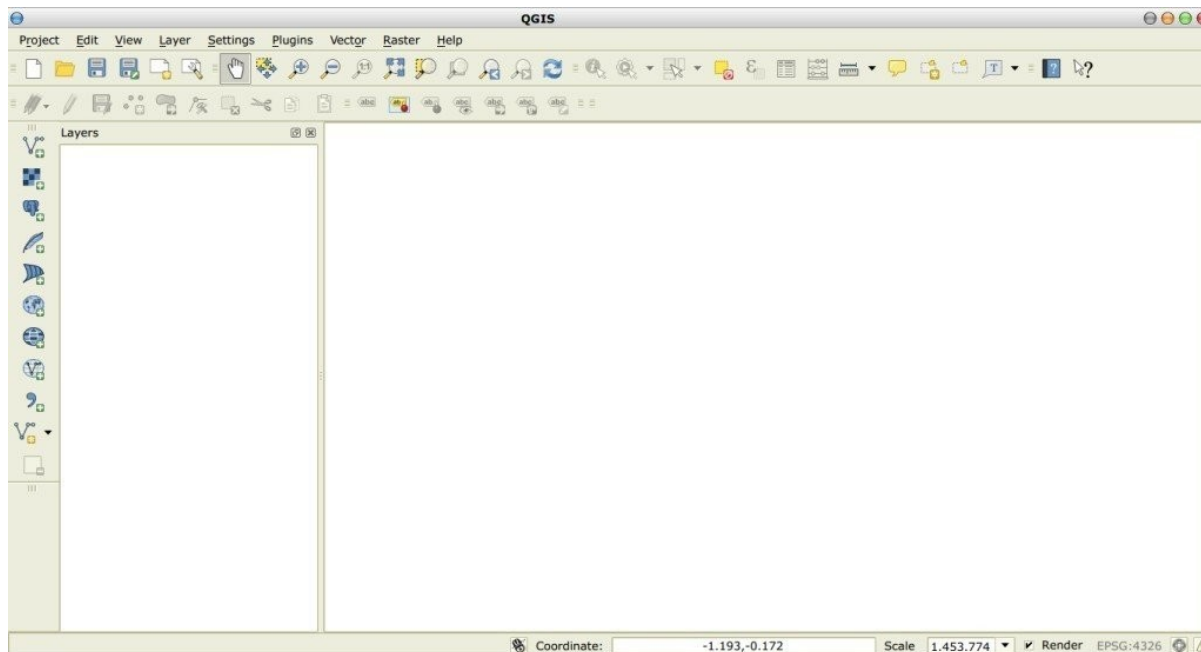 QGIS
Project Edit View Layer Settings Plugins Vector Raster Help
Layers
Coordinate: -1.193,-0.172 Scale 1.453.774 Render EPSG:4326